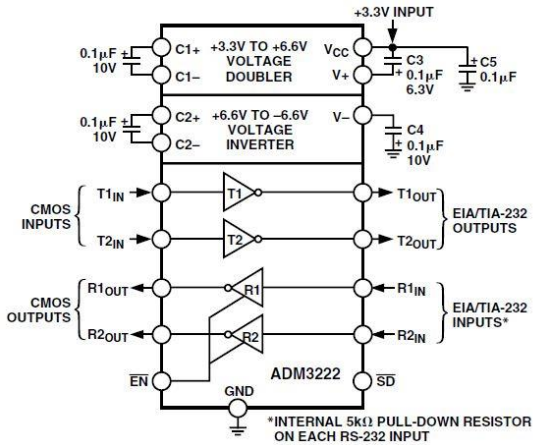 +3.3V INPUT
0.1μF
10V
+
C1+
C1–
+3.3V TO +6.6V
VOLTAGE
DOUBLER
VCC
V+
C3
+
0.1μF
6.3V
+
C5
0.1μF
0.1μF
10V
+
C2+
C2–
+6.6V TO –6.6V
VOLTAGE
INVERTER
V–
C4
+
0.1μF
10V
CMOS
INPUTS
T1IN
T2IN
T1
T2
T1OUT
T2OUT
EIA/TIA-232
OUTPUTS
CMOS
OUTPUTS
R1OUT
R2OUT
R1
R2
R1IN
R2IN
EIA/TIA-232
INPUTS*
EN
ADM3222
SD
GND
*INTERNAL 5kΩ PULL-DOWN RESISTOR
ON EACH RS-232 INPUT